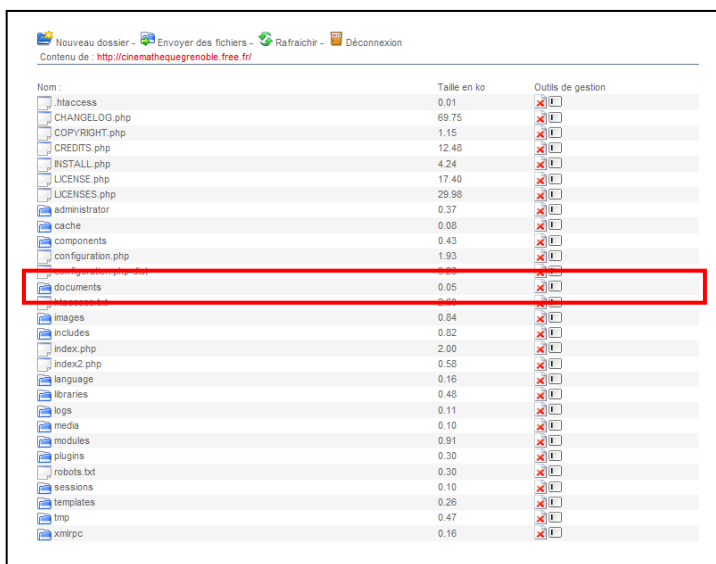 Nouveau dossier - Envoyer des fichiers - Rafraichir - Déconnexion
Contenu de : http://cinemathequegrenoble.free.fr/
Nom : Taille en ko Outils de gestion
.htaccess 0.01
CHANGELOG.php 69.75
COPYRIGHT.php 1.15
CREDITS.php 12.48
INSTALL.php 4.24
LICENSE.php 17.40
LICENSES.php 29.98
administrator 0.37
cache 0.08
components 0.43
configuration.php 1.93
configuration.php-dist
documents 0.05
htaccess.txt
images 0.84
includes 0.82
index.php 2.00
index2.php 0.58
language 0.16
libraries 0.48
logs 0.11
media 0.10
modules 0.91
plugins 0.30
robots.txt 0.30
sessions 0.10
templates 0.26
tmp 0.47
xmlrpc 0.16